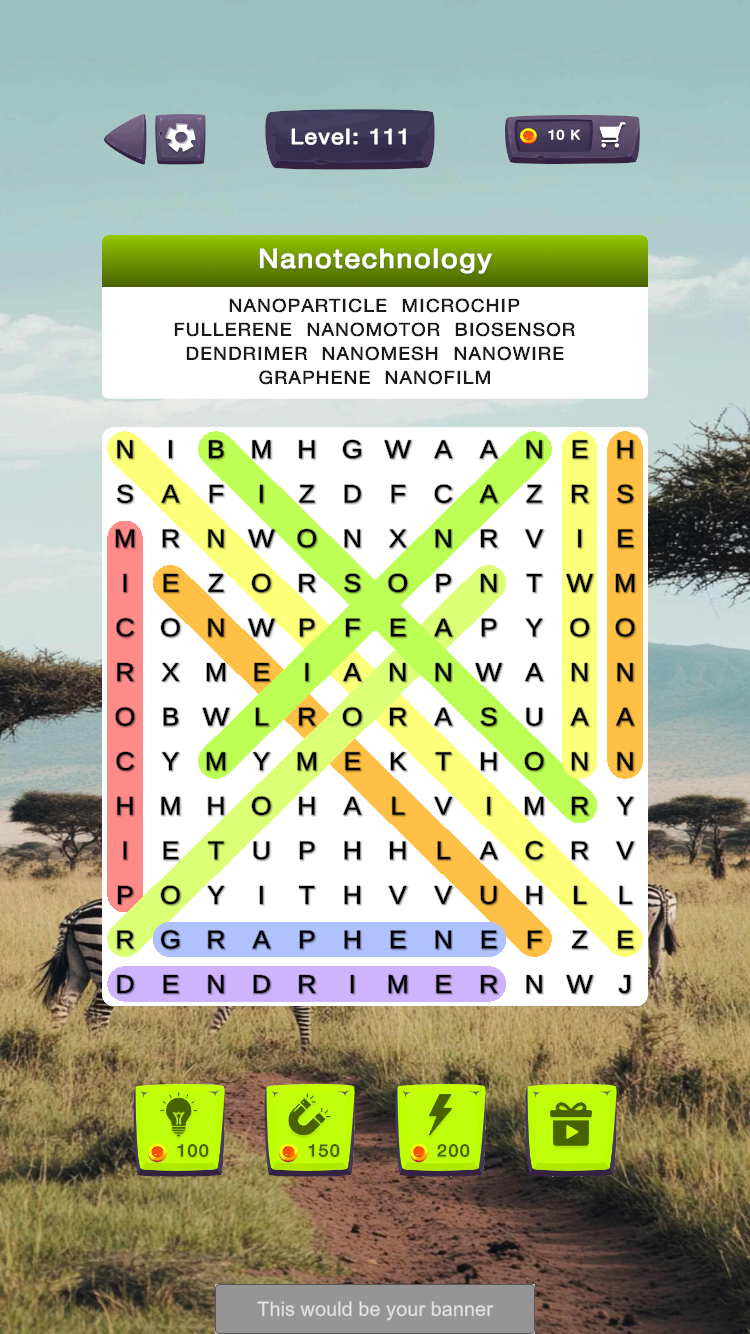 Level: 111
10 K
Nanotechnology
NANOPARTICLE MICROCHIP
FULLERENE NANOMOTOR BIOSENSOR
DENDRIMER NANOMESH NANOWIRE
GRAPHENE NANOFILM
N I B M H G W A A N E H
S A F I Z D F C A Z R S
M R N W O N X N R V I E
I E Z O R S O P N T W M
C O N W P F E A P Y O O
R X M E I A N N W A N N
O B W L R O R A S U A A
C Y M Y M E K T H O N N
H M H O H A L V I M R Y
I E T U P H H L A C R V
P O Y I T H V V U H L L
R G R A P H E N E F Z E
D E N D R I M E R N W J
100 150 200
This would be your banner